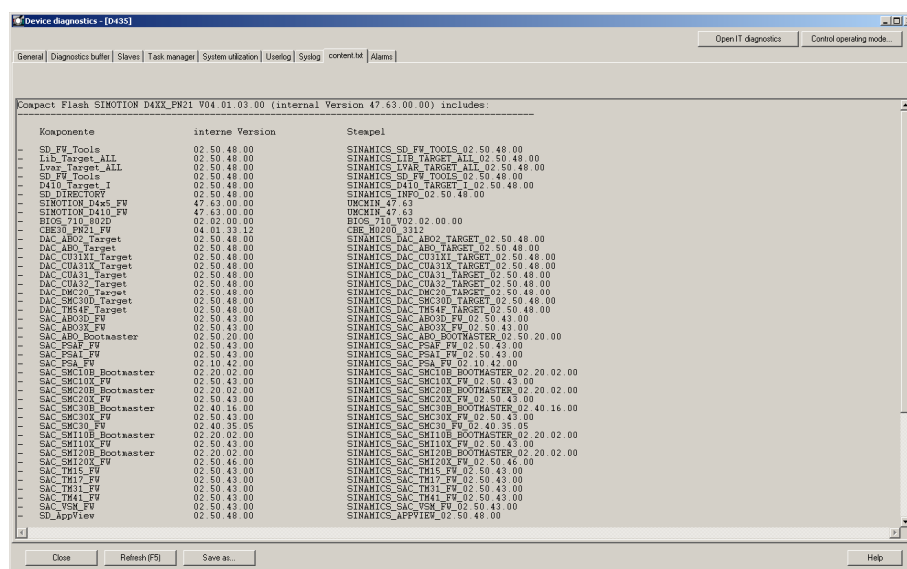 Device diagnostics - [D435]
Open IT diagnostics Control operating mode...
General Diagnostics buffer Slaves Task manager System utilization Userlog Syslog content.txt Alarms
Compact Flash SIMOTION D4XX_PN21 V04.01.03.00 (internal Version 47.63.00.00) includes:
--------------------------------------------------------------------------------
Komponente interne Version Stempel
- SD_FW_Tools 02.50.48.00 SINAMICS_SD_FW_TOOLS_02.50.48.00
- Lib_Target_ALL 02.50.48.00 SINAMICS_LIB_TARGET_ALL_02.50.48.00
- Lvar_Target_ALL 02.50.48.00 SINAMICS_LVAR_TARGET_ALL_02.50.48.00
- SD_FW_Tools 02.50.48.00 SINAMICS_SD_FW_TOOLS_02.50.48.00
- D410_Target_I 02.50.48.00 SINAMICS_D410_TARGET_I_02.50.48.00
- SD_DIRECTORY 02.50.48.00 SINAMICS_INFO_02.50.48.00
- SIMOTION_D4x5_FW 47.63.00.00 UMCMIN_47.63
- SIMOTION_D410_FW 47.63.00.00 UMCMIN_47.63
- BIOS_710_802D 02.02.00.00 BIOS_710_V02.02.00.00
- CBE30_PN21_FW 04.01.33.12 CBE_M0200_3312
- DAC_ABO2_Target 02.50.48.00 SINAMICS_DAC_ABO2_TARGET_02.50.48.00
- DAC_ABO_Target 02.50.48.00 SINAMICS_DAC_ABO_TARGET_02.50.48.00
- DAC_CU31XI_Target 02.50.48.00 SINAMICS_DAC_CU31XI_TARGET_02.50.48.00
- DAC_CUA31X_Target 02.50.48.00 SINAMICS_DAC_CUA31X_TARGET_02.50.48.00
- DAC_CUA31_Target 02.50.48.00 SINAMICS_DAC_CUA31_TARGET_02.50.48.00
- DAC_CUA32_Target 02.50.48.00 SINAMICS_DAC_CUA32_TARGET_02.50.48.00
- DAC_DMC20_Target 02.50.48.00 SINAMICS_DAC_DMC20_TARGET_02.50.48.00
- DAC_SMC30D_Target 02.50.48.00 SINAMICS_DAC_SMC30D_TARGET_02.50.48.00
- DAC_TM54F_Target 02.50.48.00 SINAMICS_DAC_TM54F_TARGET_02.50.48.00
- SAC_ABO3D_FW 02.50.43.00 SINAMICS_SAC_ABO3D_FW_02.50.43.00
- SAC_ABO3X_FW 02.50.43.00 SINAMICS_SAC_ABO3X_FW_02.50.43.00
- SAC_ABO_Bootmaster 02.50.20.00 SINAMICS_SAC_ABO_BOOTMASTER_02.50.20.00
- SAC_PSAF_FW 02.50.43.00 SINAMICS_SAC_PSAF_FW_02.50.43.00
- SAC_PSAI_FW 02.50.43.00 SINAMICS_SAC_PSAI_FW_02.50.43.00
- SAC_PSA_FW 02.10.42.00 SINAMICS_SAC_PSA_FW_02.10.42.00
- SAC_SMC10B_Bootmaster 02.20.02.00 SINAMICS_SAC_SMC10B_BOOTMASTER_02.20.02.00
- SAC_SMC10X_FW 02.50.43.00 SINAMICS_SAC_SMC10X_FW_02.50.43.00
- SAC_SMC20B_Bootmaster 02.20.02.00 SINAMICS_SAC_SMC20B_BOOTMASTER_02.20.02.00
- SAC_SMC20X_FW 02.50.43.00 SINAMICS_SAC_SMC20X_FW_02.50.43.00
- SAC_SMC30B_Bootmaster 02.40.16.00 SINAMICS_SAC_SMC30B_BOOTMASTER_02.40.16.00
- SAC_SMC30X_FW 02.50.43.00 SINAMICS_SAC_SMC30X_FW_02.50.43.00
- SAC_SMC30_FW 02.40.35.05 SINAMICS_SAC_SMC30_FW_02.40.35.05
- SAC_SMI10B_Bootmaster 02.20.02.00 SINAMICS_SAC_SMI10B_BOOTMASTER_02.20.02.00
- SAC_SMI10X_FW 02.50.43.00 SINAMICS_SAC_SMI10X_FW_02.50.43.00
- SAC_SMI20B_Bootmaster 02.20.02.00 SINAMICS_SAC_SMI20B_BOOTMASTER_02.20.02.00
- SAC_SMI20X_FW 02.50.46.00 SINAMICS_SAC_SMI20X_FW_02.50.46.00
- SAC_TM15_FW 02.50.43.00 SINAMICS_SAC_TM15_FW_02.50.43.00
- SAC_TM17_FW 02.50.43.00 SINAMICS_SAC_TM17_FW_02.50.43.00
- SAC_TM31_FW 02.50.43.00 SINAMICS_SAC_TM31_FW_02.50.43.00
- SAC_TM41_FW 02.50.43.00 SINAMICS_SAC_TM41_FW_02.50.43.00
- SAC_VSM_FW 02.50.43.00 SINAMICS_SAC_VSM_FW_02.50.43.00
- SD_AppView 02.50.48.00 SINAMICS_APPVIEW_02.50.48.00
Close Refresh (F5) Save as... Help